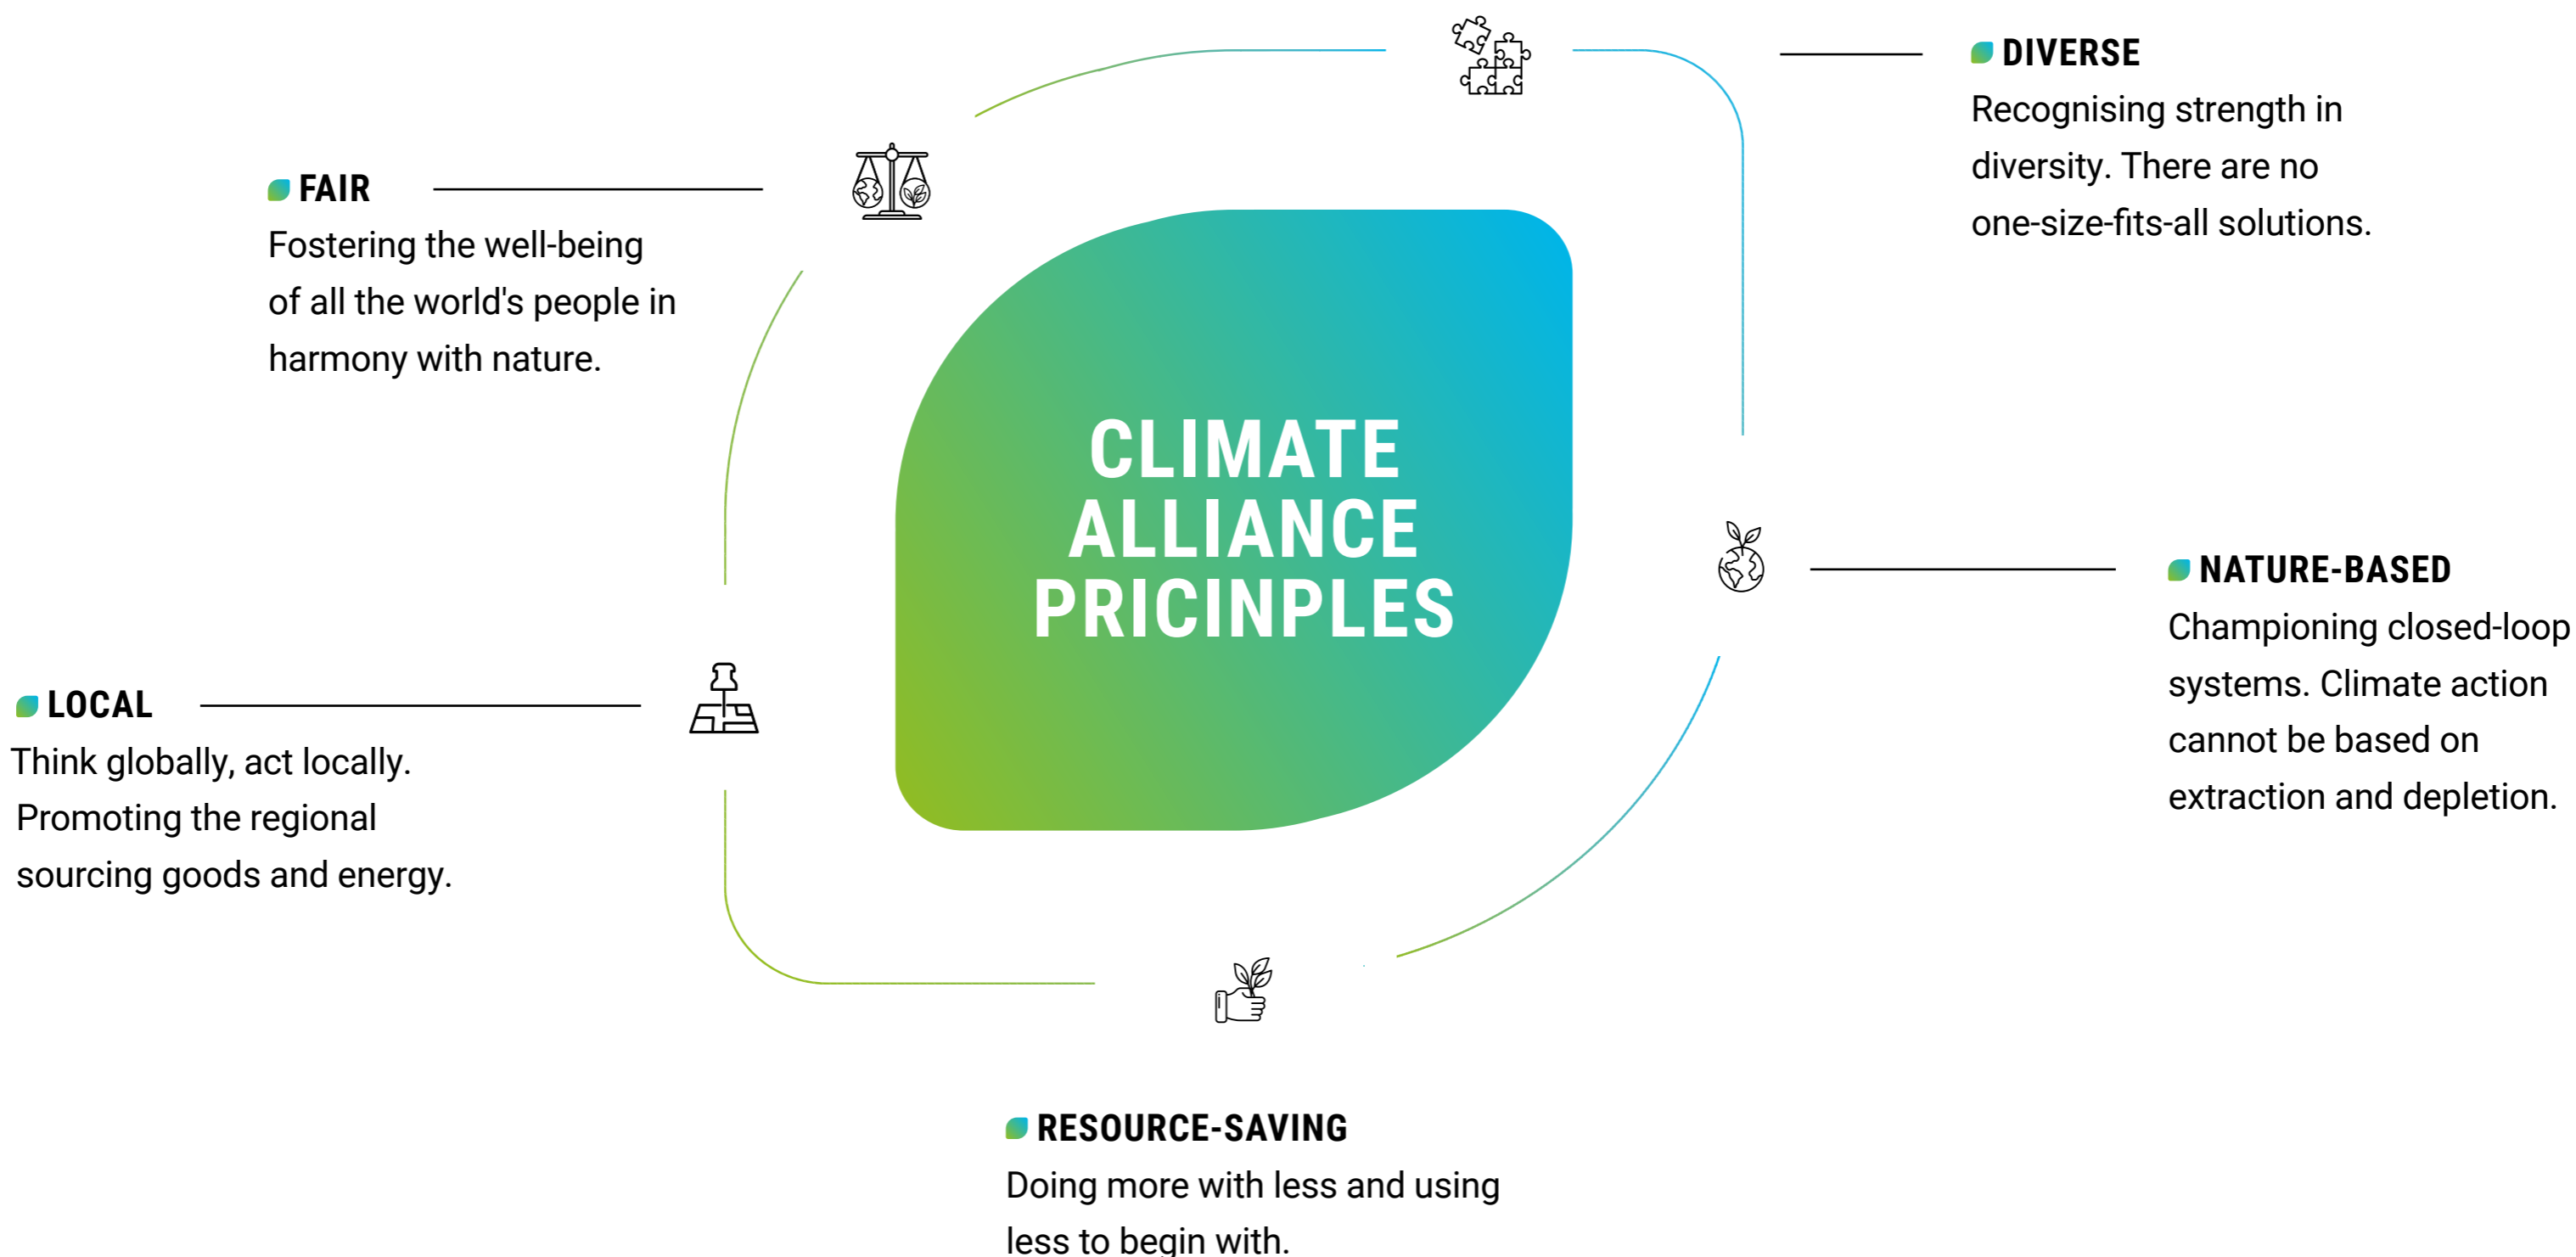 DIVERSE
Recognising strength in
diversity. There are no
one-size-fits-all solutions.
FAIR
Fostering the well-being
of all the world's people in
harmony with nature.
CLIMATE
ALLIANCE
PRICINPLES
NATURE-BASED
Championing closed-loop
systems. Climate action
cannot be based on
extraction and depletion.
LOCAL
Think globally, act locally.
Promoting the regional
sourcing goods and energy.
RESOURCE-SAVING
Doing more with less and using
less to begin with.